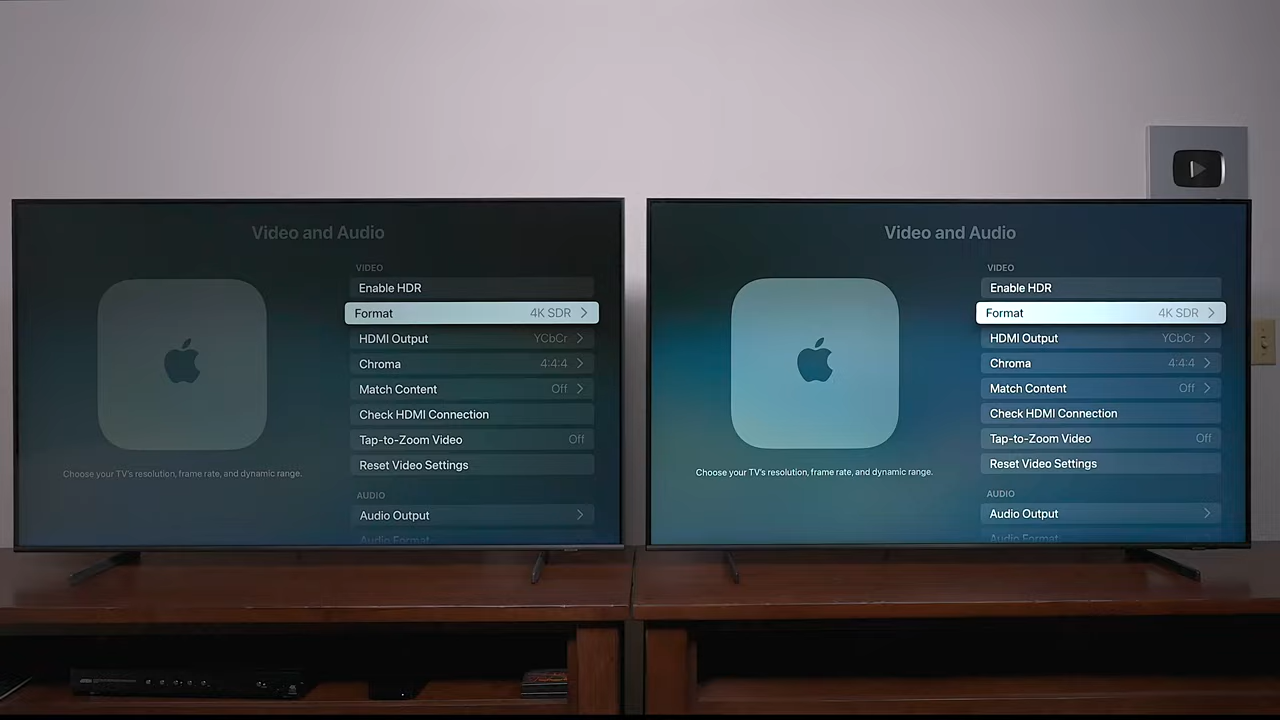 Video and Audio
VIDEO
Enable HDR
Format 4K SDR
HDMI Output YCbCr
Chroma 4:4:4
Match Content Off
Check HDMI Connection
Tap-to-Zoom Video Off
Reset Video Settings
Choose your TV's resolution, frame rate, and dynamic range.
AUDIO
Audio Output
Audio Format
Video and Audio
VIDEO
Enable HDR
Format 4K SDR
HDMI Output YCbCr
Chroma 4:4:4
Match Content Off
Check HDMI Connection
Tap-to-Zoom Video Off
Reset Video Settings
Choose your TV's resolution, frame rate, and dynamic range.
AUDIO
Audio Output
Audio Format